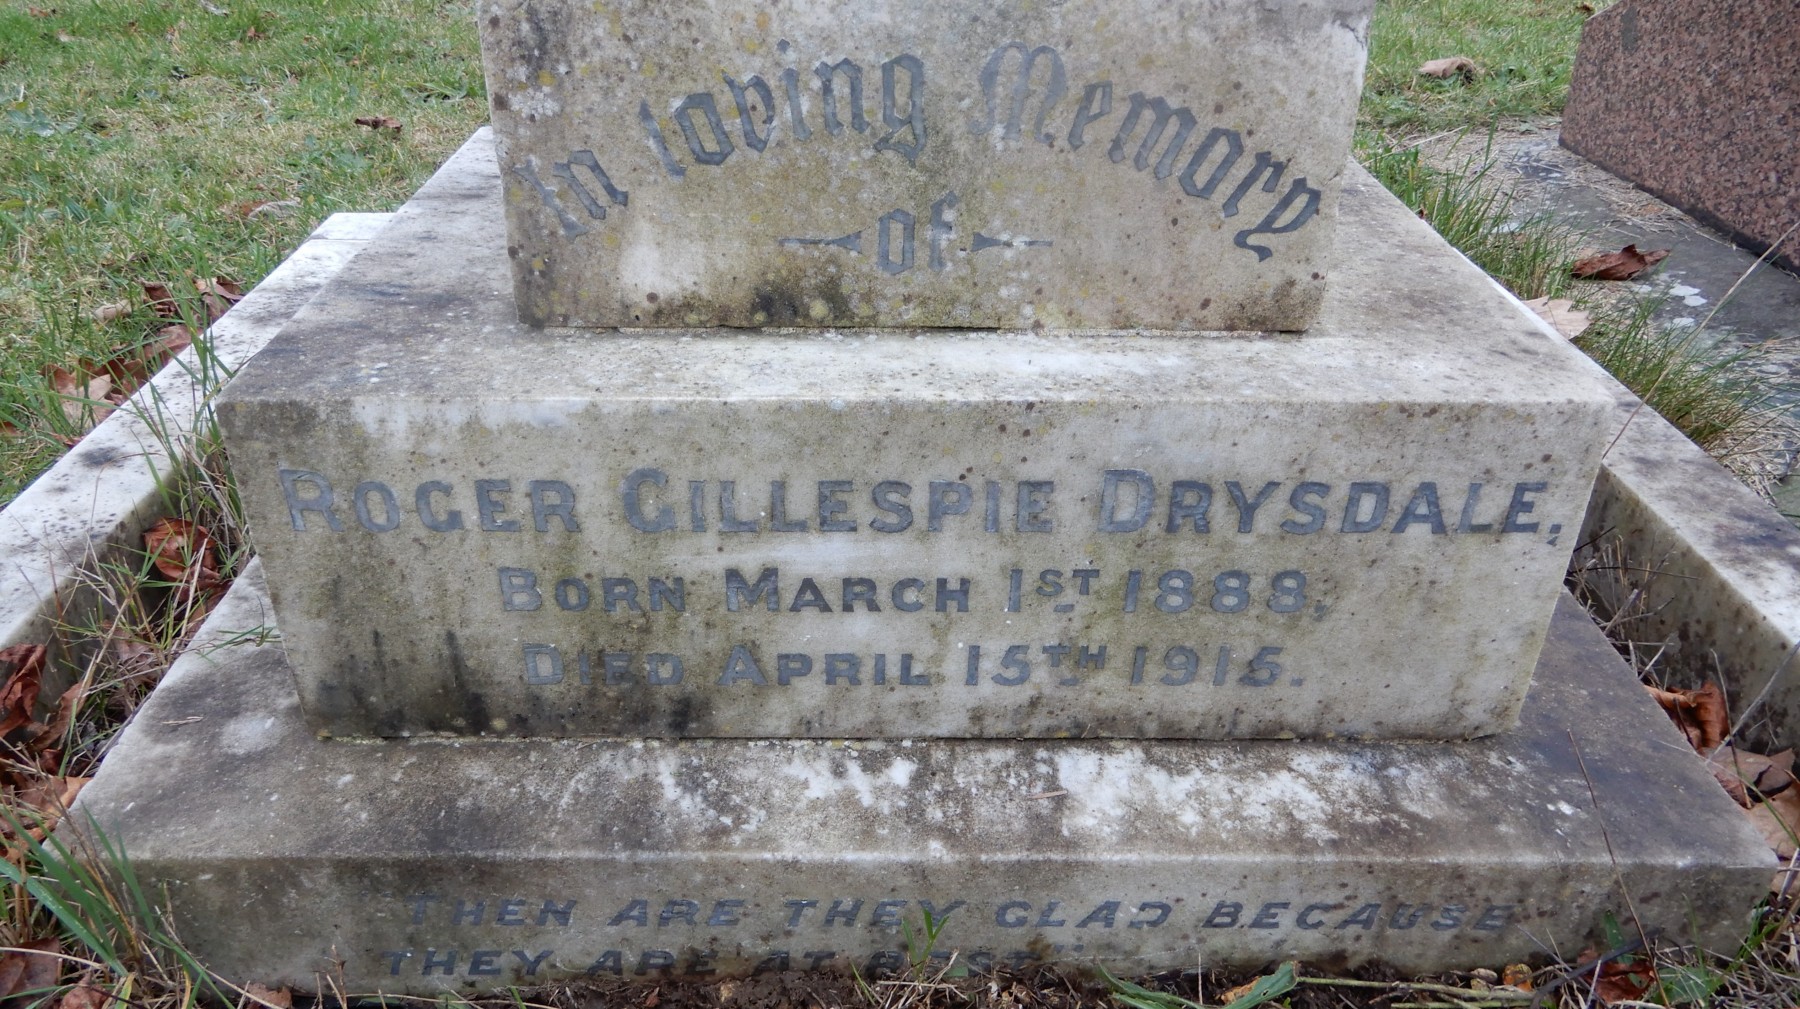 In loving Memory
of
ROGER GILLESPIE DRYSDALE,
BORN MARCH 1ST 1888,
DIED APRIL 15TH 1915.
THEN ARE THEY GLAD BECAUSE
THEY ARE AT REST"